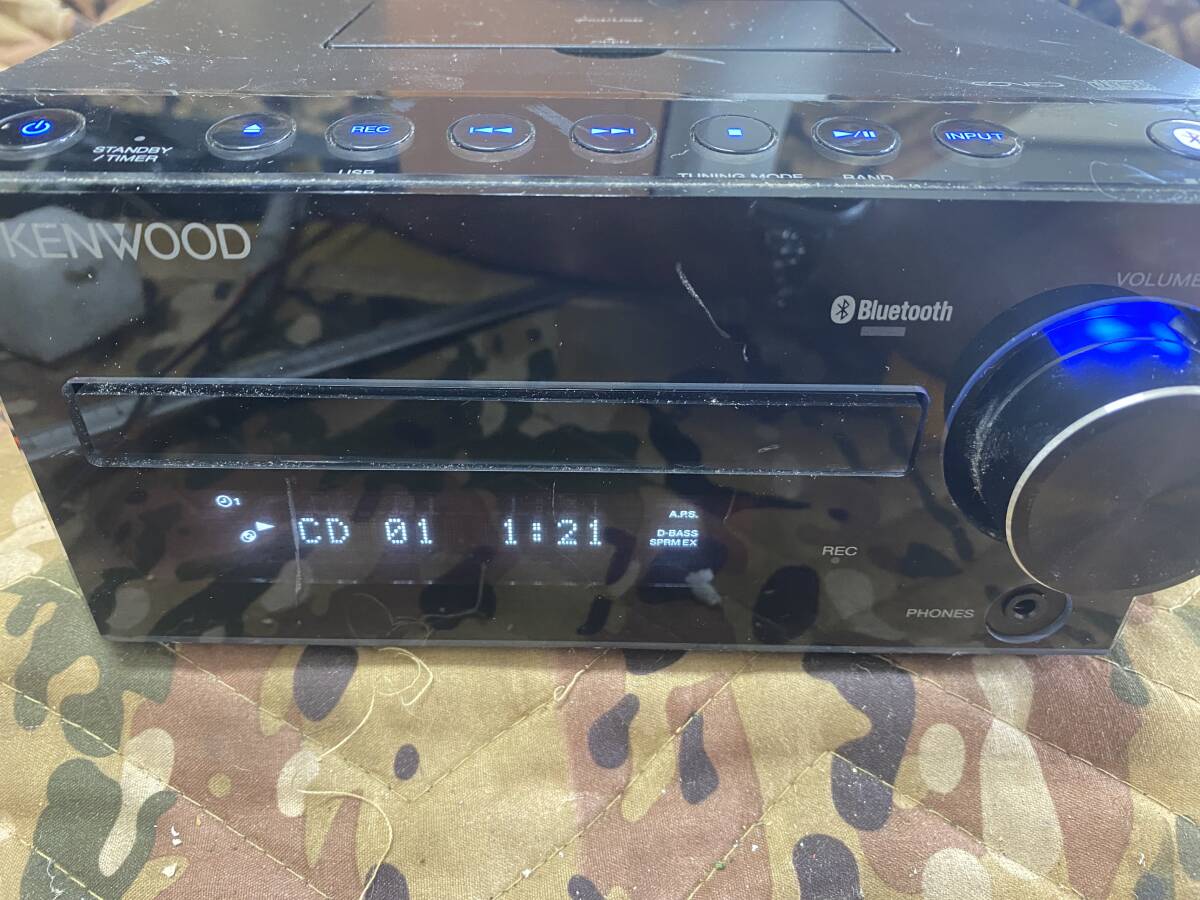 REC
INPUT
STANDBY
/TIMER
USB
TUNING MODE
BAND
KENWOOD
VOLUME
Bluetooth
1
CD 01 1:21
A.P.S.
D-BASS
SPRM EX
REC
PHONES